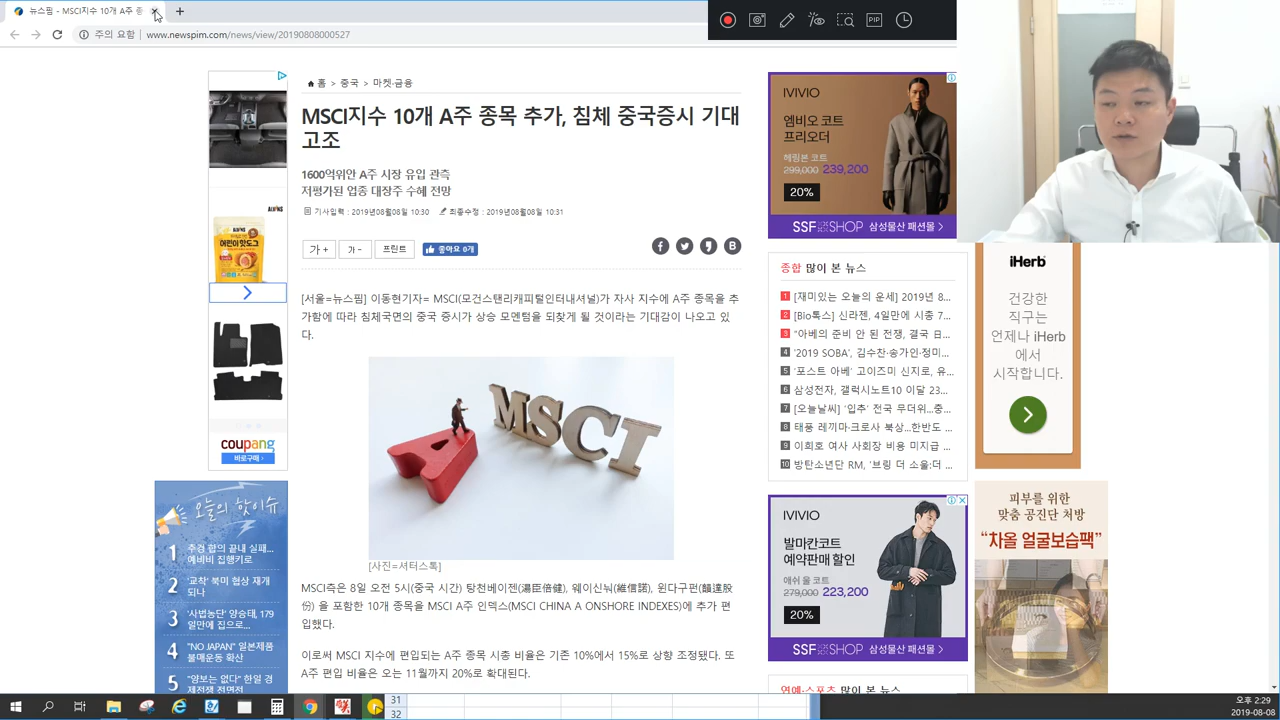 뉴스핌 - MSCI지수 10개 A주 종
주의 요함
www.newspim.com/news/view/20190808000527
PIP
홈 > 중국 > 마켓·금융
MSCI지수 10개 A주 종목 추가, 침체 중국증시 기대
고조
1600억위안 A주 시장 유입 관측
저평가된 업종 대장주 수혜 전망
기사입력 : 2019년08월08일 10:30
최종수정 : 2019년08월08일 10:31
가 +
가 -
프린트
좋아요 0개
[서울=뉴스핌] 이동현기자= MSCI(모건스탠리캐피털인터내셔널)가 자사 지수에 A주 종목을 추
가함에 따라 침체국면의 중국 증시가 상승 모멘텀을 되찾게 될 것이라는 기대감이 나오고 있
다.
A MSCI
[사진=셔터스톡]
MSCI측은 8일 오전 5시(중국 시간) 탕천베이젠(湯臣倍健), 웨이신눠(維信諾), 윈다구펀(韻達股
份) 을 포함한 10개 종목을 MSCI A주 인덱스(MSCI CHINA A ONSHORE INDEXES)에 추가 편
입했다.
이로써 MSCI 지수에 편입되는 A주 종목 시총 비율은 기존 10%에서 15%로 상향 조정됐다. 또
A주 편입 비율은 오는 11월까지 20%로 확대된다.
어린이 핫도그
coupang
바로구매 >
오늘의 핫이슈
1 추경 합의 끝내 실패...
예비비 집행키로
2 '교착' 북미 협상 재개
되나
3 '사법농단' 양승태, 179
일만에 집으로...
4 "NO JAPAN" 일본제품
불매운동 확산
5 "양보는 없다" 한일 경
제전쟁 전면전
IVIVIO
엠비오 코트
프리오더
헤링본 코트
299,000 239,200
20%
SSF SHOP 삼성물산 패션몰 >
종합 많이 본 뉴스
1 [재미있는 오늘의 운세] 2019년 8...
2 [Bio톡스] 신라젠, 4일만에 시총 7...
3 "아베의 준비 안 된 전쟁, 결국 日...
4 '2019 SOBA', 김수찬·송가인·정미...
5 '포스트 아베' 고이즈미 신지로, 유...
6 삼성전자, 갤럭시노트10 이달 23...
7 [오늘날씨] '입추' 전국 무더위...중...
8 태풍 레끼마·크로사 북상...한반도 ...
9 이희호 여사 사회장 비용 미지급 ...
10 방탄소년단 RM, '브링 더 소울:더 ...
IVIVIO
발마칸코트
예약판매 할인
애쉬 울 코트
279,000 223,200
20%
SSF SHOP 삼성물산 패션몰 >
연예·스포츠 많이 본 뉴스
iHerb
건강한
직구는
언제나 iHerb
에서
시작합니다.
피부를 위한
맞춤 공진단 처방
“차올 얼굴보습팩”
31
32
오후 2:29
2019-08-08